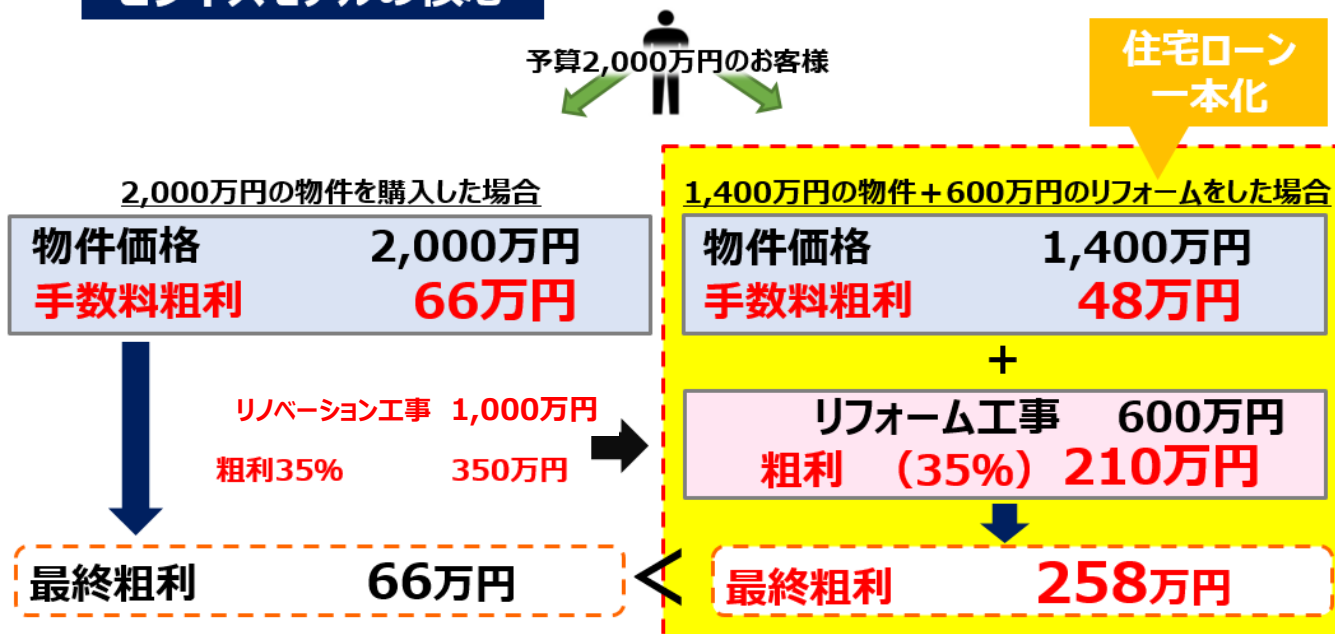 予算2,000万円のお客様
住宅ローン
一本化
2,000万円の物件を購入した場合
物件価格 2,000万円
手数料粗利 66万円
リノベーション工事 1,000万円
粗利35% 350万円
最終粗利 66万円
<
1,400万円の物件+600万円のリフォームをした場合
物件価格 1,400万円
手数料粗利 48万円
+
リフォーム工事 600万円
粗利 (35%) 210万円
最終粗利 258万円